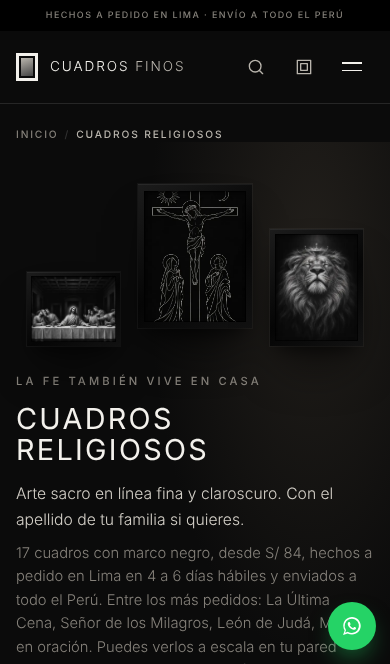 HECHOS A PEDIDO EN LIMA · ENVÍO A TODO EL PERÚ
CUADROS FINOS
INICIO / CUADROS RELIGIOSOS
LA FE TAMBIÉN VIVE EN CASA
CUADROS
RELIGIOSOS
Arte sacro en línea fina y claroscuro. Con el
apellido de tu familia si quieres.
17 cuadros con marco negro, desde S/ 84, hechos a
pedido en Lima en 4 a 6 días hábiles y enviados a
todo el Perú. Entre los más pedidos: La Última
Cena, Señor de los Milagros, León de Judá,
en oración. Puedes verlos a escala en tu pared